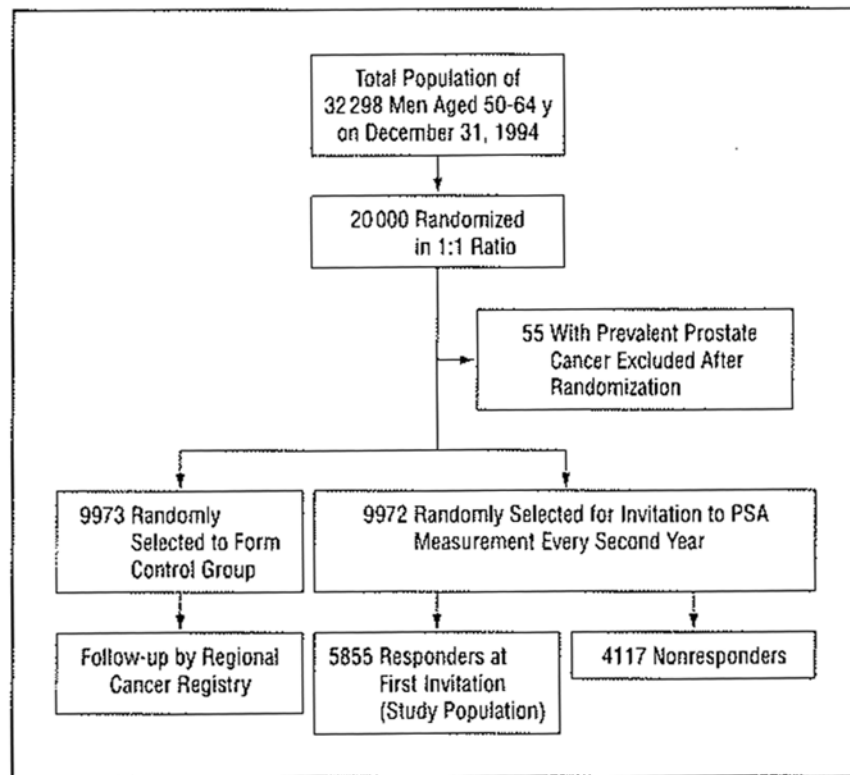 Total Population of
32 298 Men Aged 50-64 y
on December 31, 1994
20 000 Randomized
in 1:1 Ratio
55 With Prevalent Prostate
Cancer Excluded After
Randomization
9973 Randomly
Selected to Form
Control Group
9972 Randomly Selected for Invitation to PSA
Measurement Every Second Year
Follow-up by Regional
Cancer Registry
5855 Responders at
First Invitation
(Study Population)
4117 Nonresponders